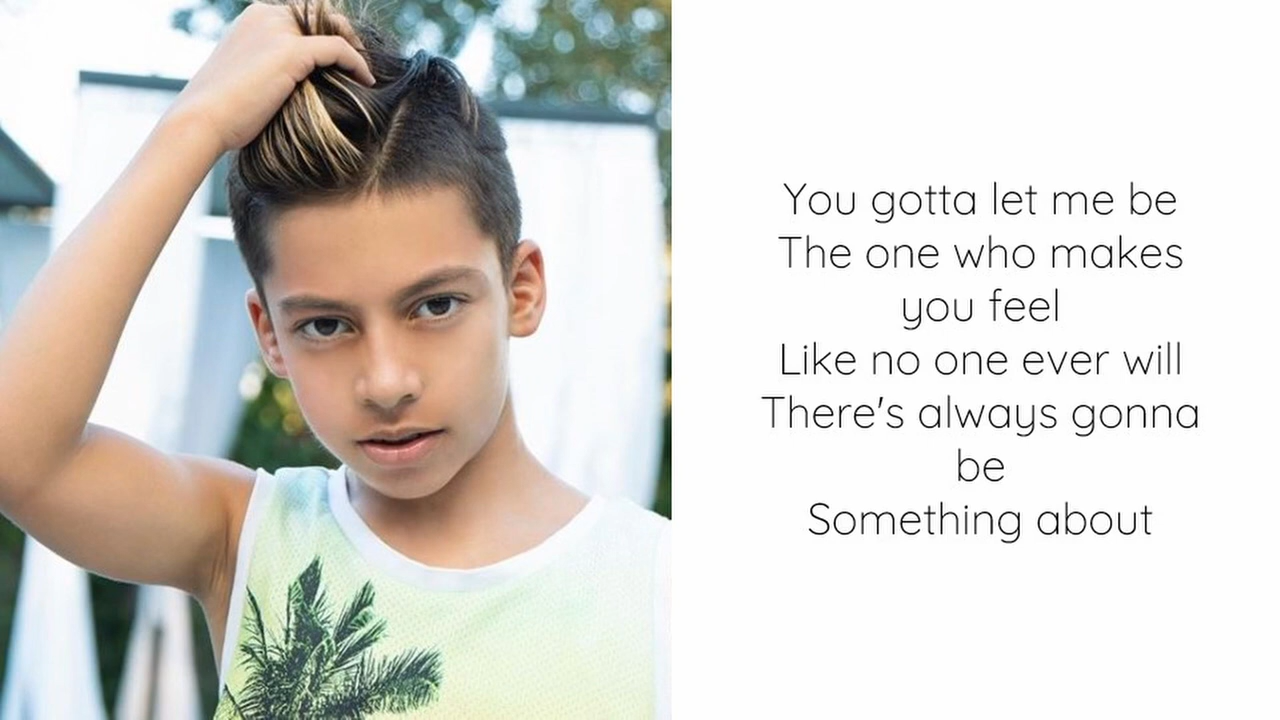 You gotta let me be
The one who makes
you feel
Like no one ever will
There's always gonna
be
Something about